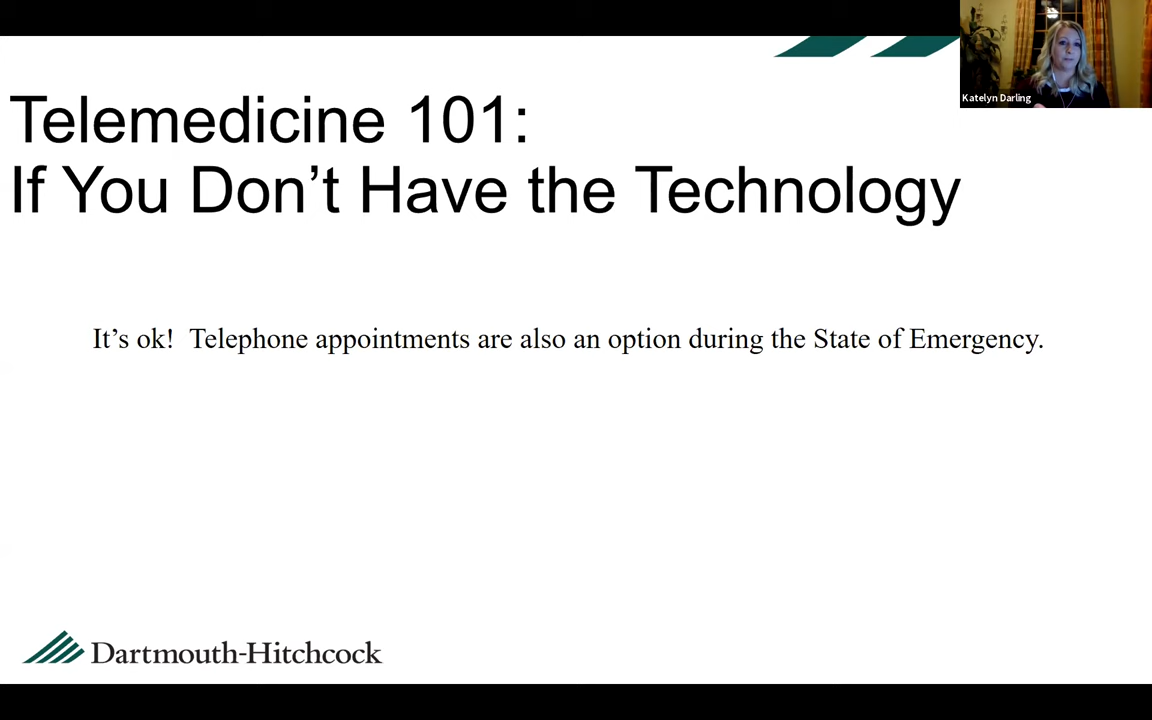 Telemedicine 101:
If You Don’t Have the Technology
It’s ok!  Telephone appointments are also an option during the State of Emergency.
Dartmouth-Hitchcock
Katelyn Darling